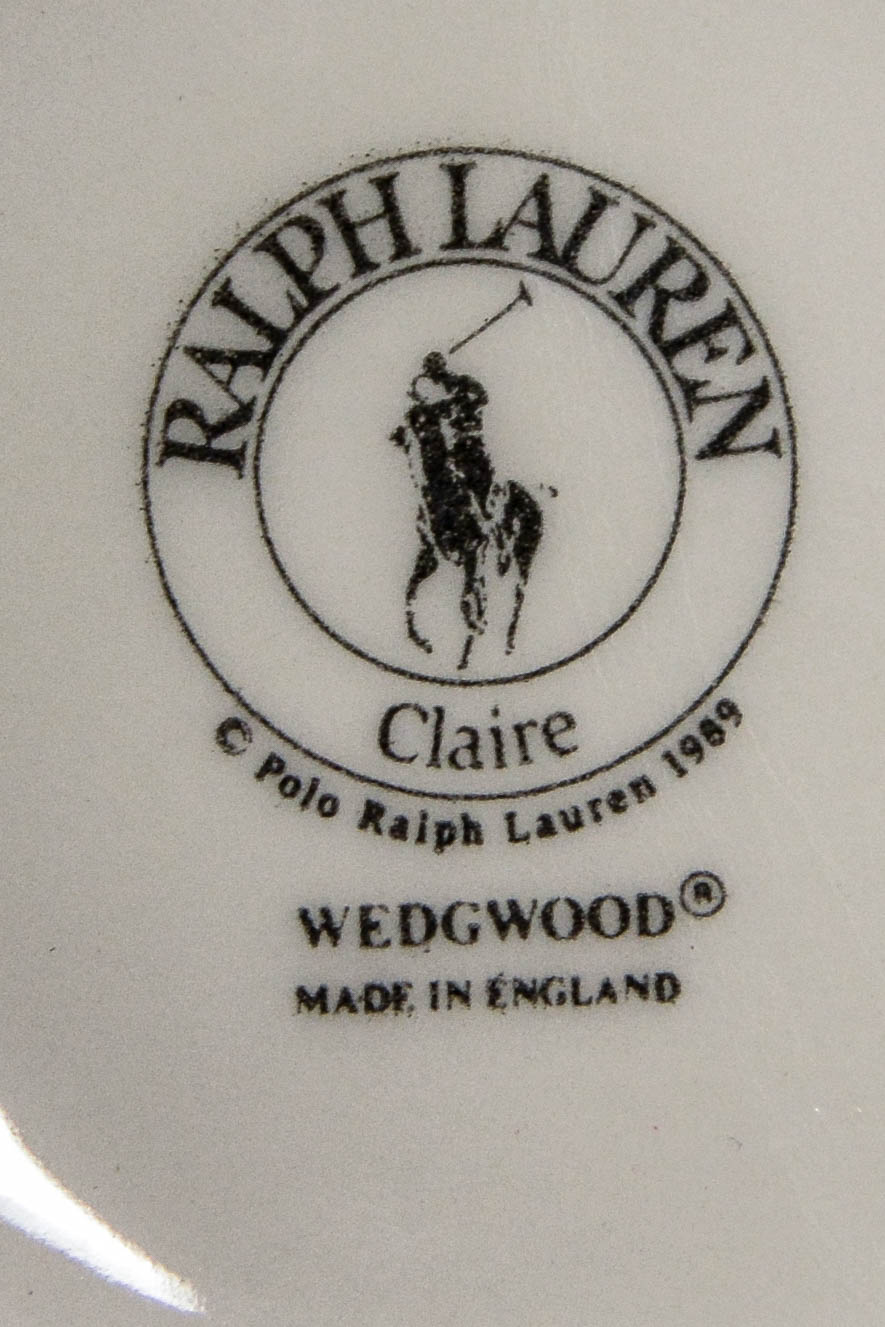 RALPH LAUREN
Claire
© Polo Ralph Lauren 1989
WEDGWOOD®
MADE IN ENGLAND